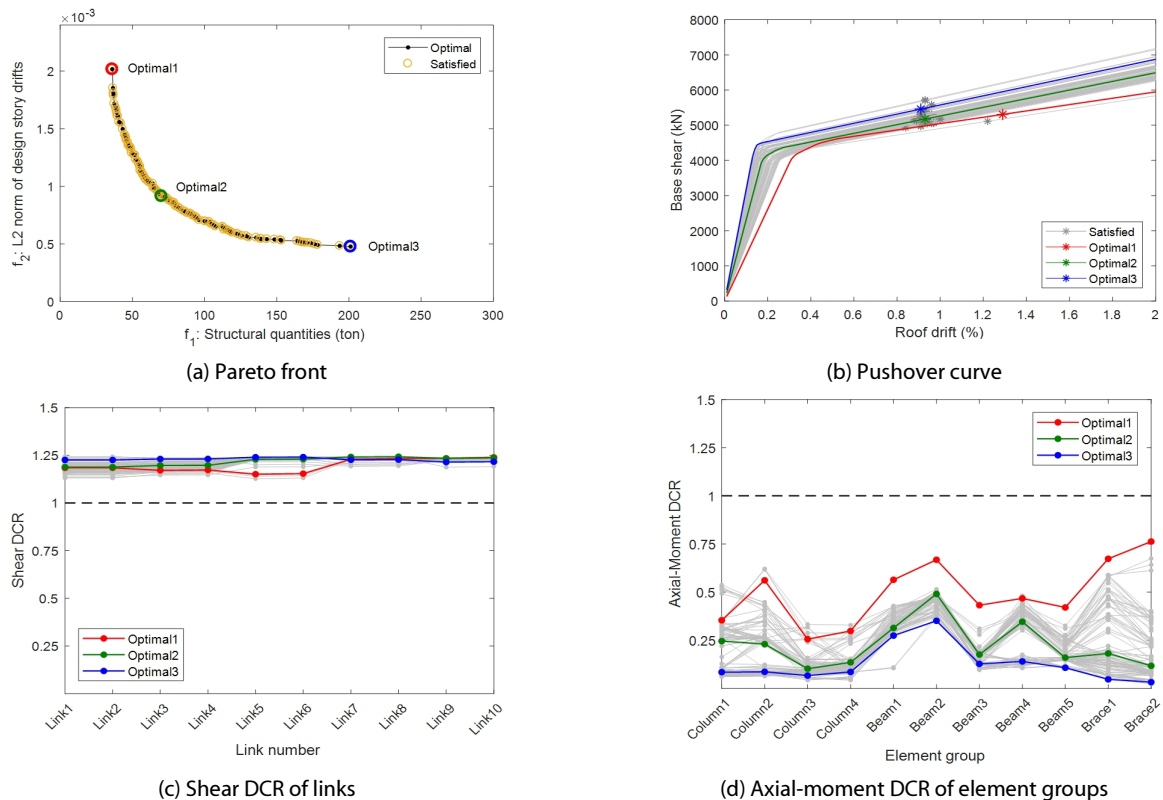 × 10⁻³
2
1.5
1
0.5
0
0 50 100 150 200 250 300
f₂: L2 norm of design story drifts
f₁: Structural quantities (ton)
Optimal1
Optimal2
Optimal3
Optimal
Satisfied
(a) Pareto front
8000
7000
6000
5000
4000
3000
2000
1000
0
0 0.2 0.4 0.6 0.8 1 1.2 1.4 1.6 1.8 2
Base shear (kN)
Roof drift (%)
Satisfied
Optimal1
Optimal2
Optimal3
(b) Pushover curve
1.5
1.25
1
0.75
0.5
0.25
Shear DCR
Optimal1
Optimal2
Optimal3
Link1 Link2 Link3 Link4 Link5 Link6 Link7 Link8 Link9 Link10
Link number
(c) Shear DCR of links
1.5
1.25
1
0.75
0.5
0.25
Axial-Moment DCR
Optimal1
Optimal2
Optimal3
Column1 Column2 Column3 Column4 Beam1 Beam2 Beam3 Beam4 Beam5 Brace1 Brace2
Element group
(d) Axial-moment DCR of element groups